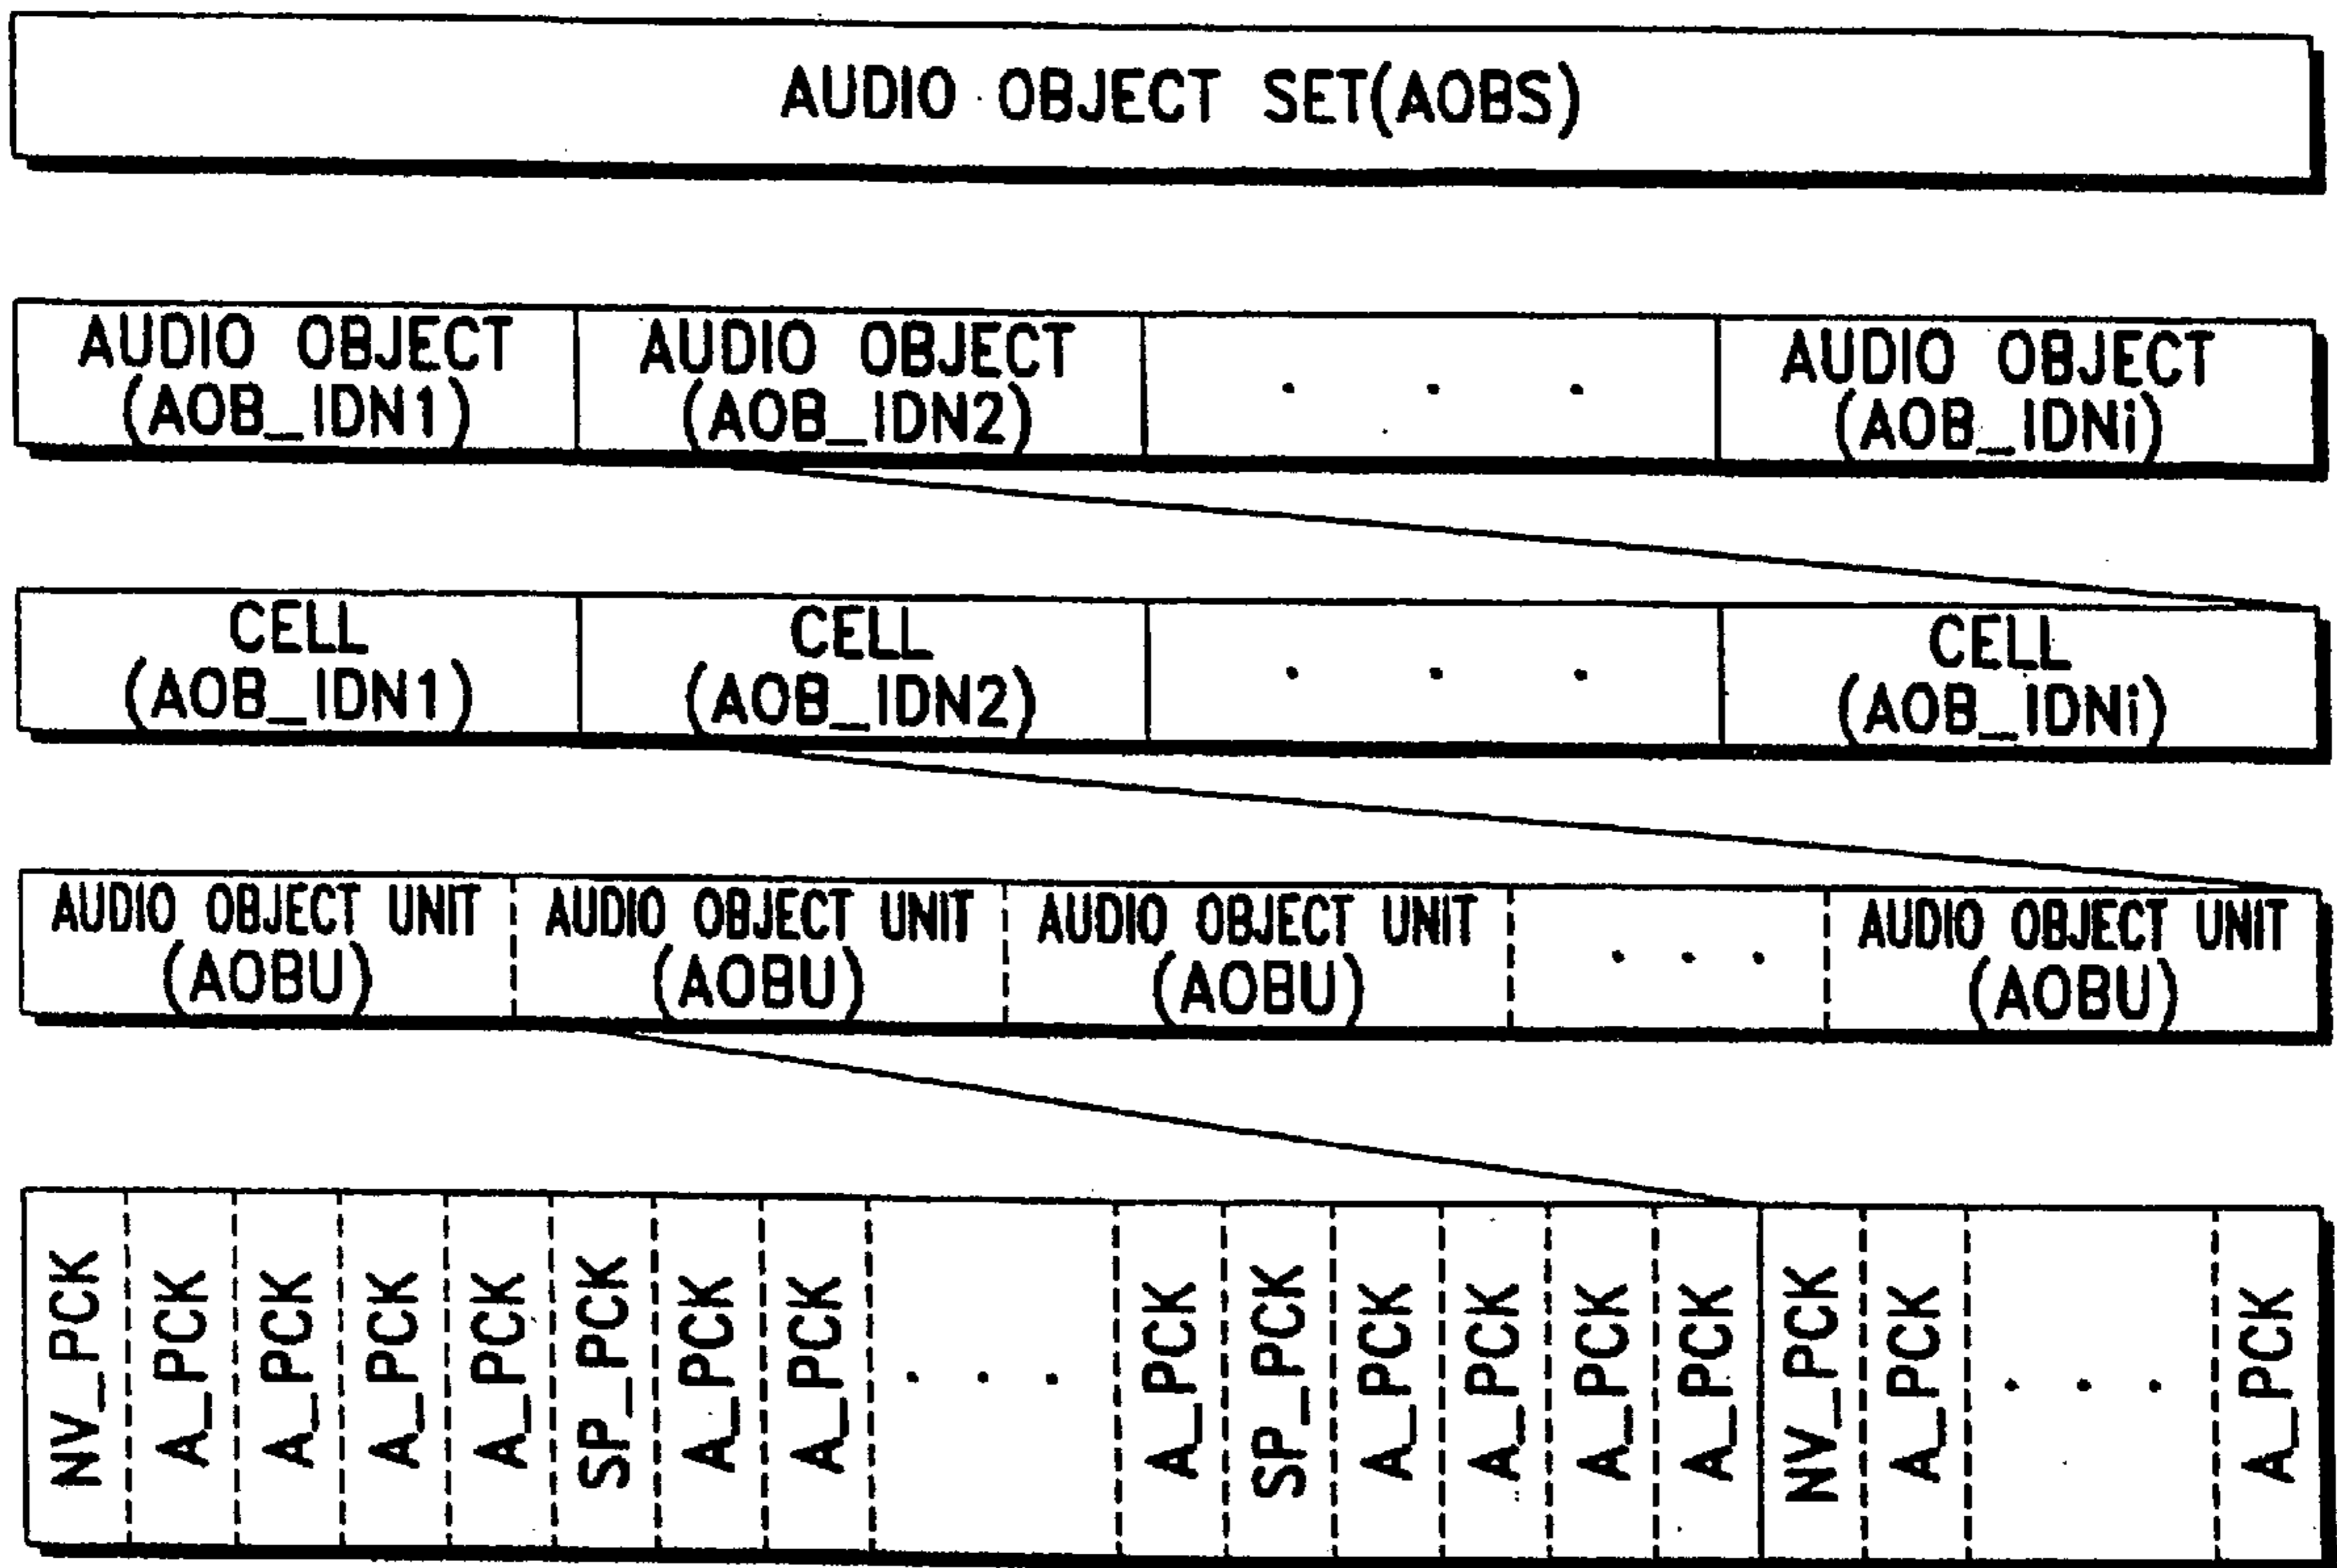 AUDIO OBJECT SET(AOBS)
AUDIO OBJECT
(AOB_IDN1)
AUDIO OBJECT
(AOB_IDN2)
. . .
AUDIO OBJECT
(AOB_IDNi)
CELL
(AOB_IDN1)
CELL
(AOB_IDN2)
. . .
CELL
(AOB_IDNi)
AUDIO OBJECT UNIT
(AOBU)
AUDIO OBJECT UNIT
(AOBU)
AUDIO OBJECT UNIT
(AOBU)
. . .
AUDIO OBJECT UNIT
(AOBU)
NV_PCK
A_PCK
A_PCK
A_PCK
A_PCK
SP_PCK
A_PCK
A_PCK
. . .
A_PCK
SP_PCK
A_PCK
A_PCK
A_PCK
A_PCK
NV_PCK
A_PCK
. . .
A_PCK